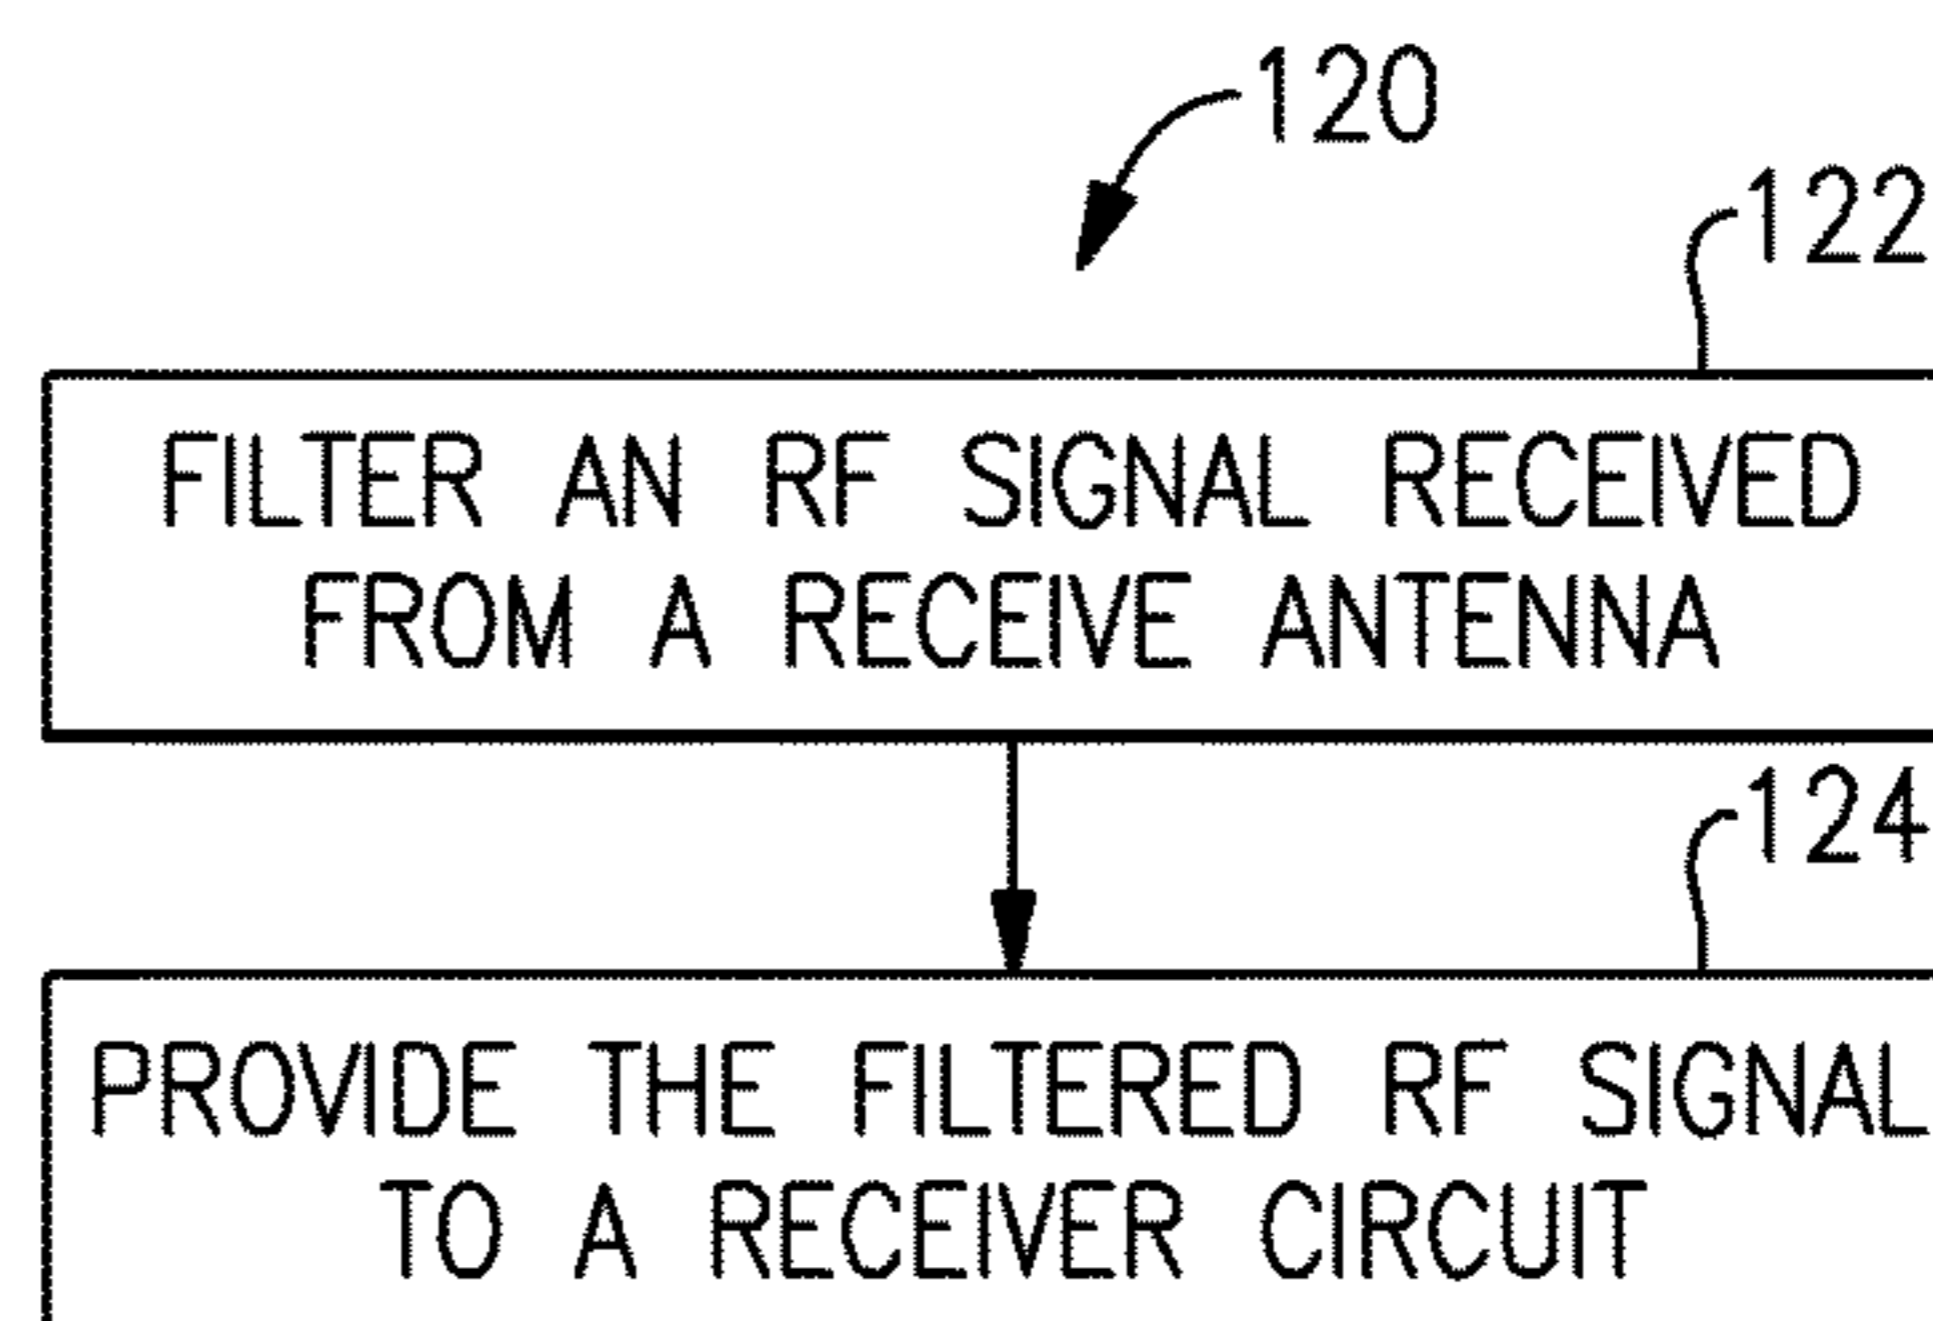 120
122
FILTER AN RF SIGNAL RECEIVED
FROM A RECEIVE ANTENNA
124
PROVIDE THE FILTERED RF SIGNAL
TO A RECEIVER CIRCUIT